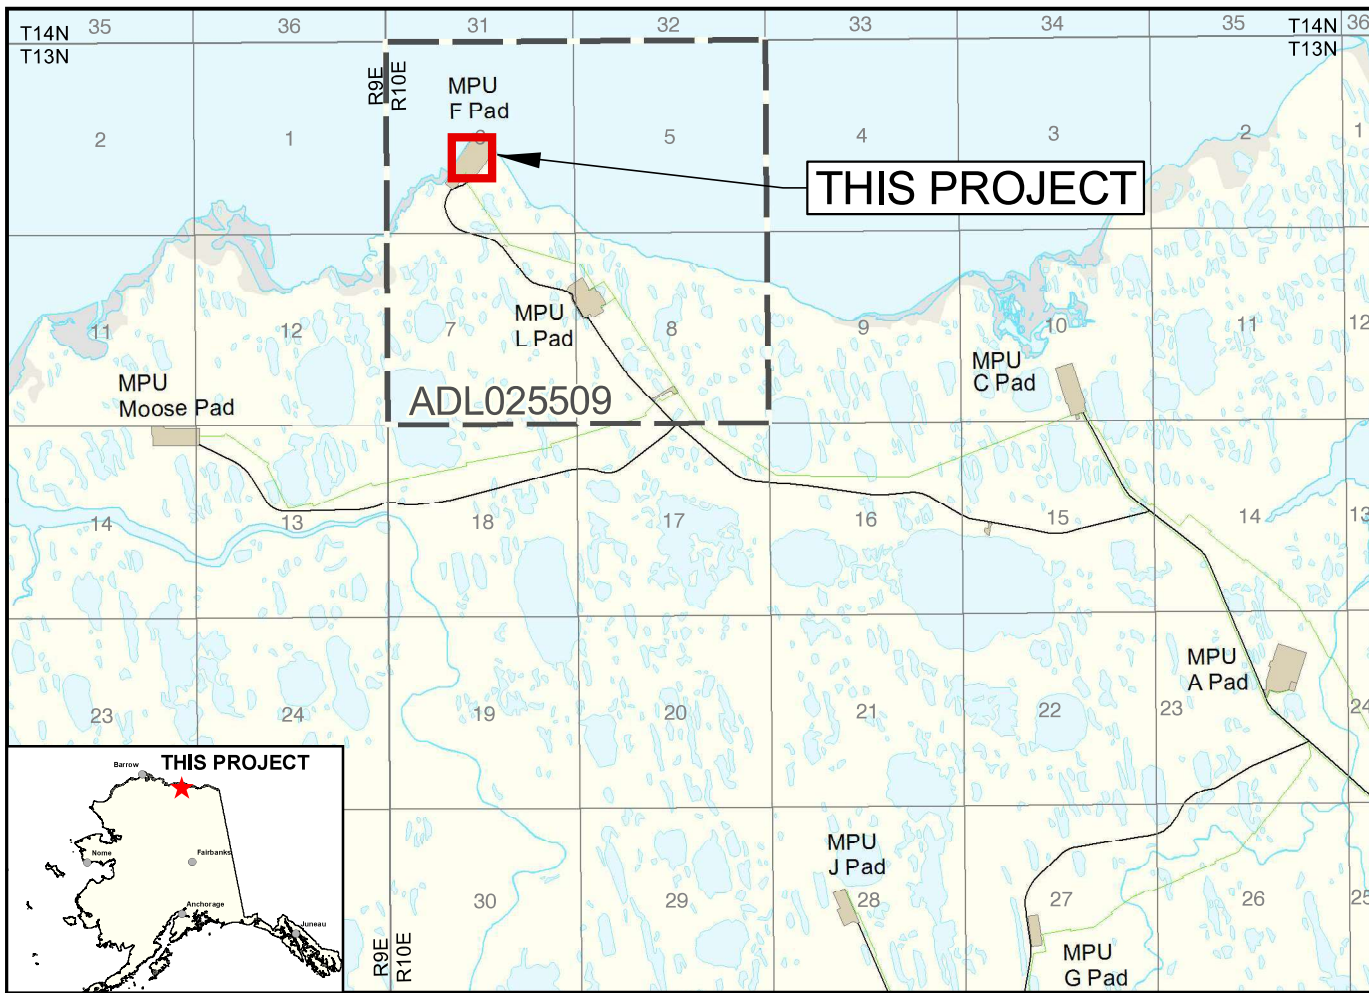 T14N 35 36 31 32 33 34 35 T14N 36
T13N T13N
R9E
R10E
MPU
F Pad
2 1 6 5 4 3 2 1
THIS PROJECT
11 12 7 8 9 10 11 12
MPU
L Pad
MPU
C Pad
MPU
Moose Pad
ADL025509
14 13 18 17 16 15 14 13
MPU
A Pad
23 24 19 20 21 22 23 24
THIS PROJECT
Barrow
Nome
Fairbanks
Anchorage
Juneau
MPU
J Pad
30 29 28 27 26 25
MPU
G Pad
R9E
R10E